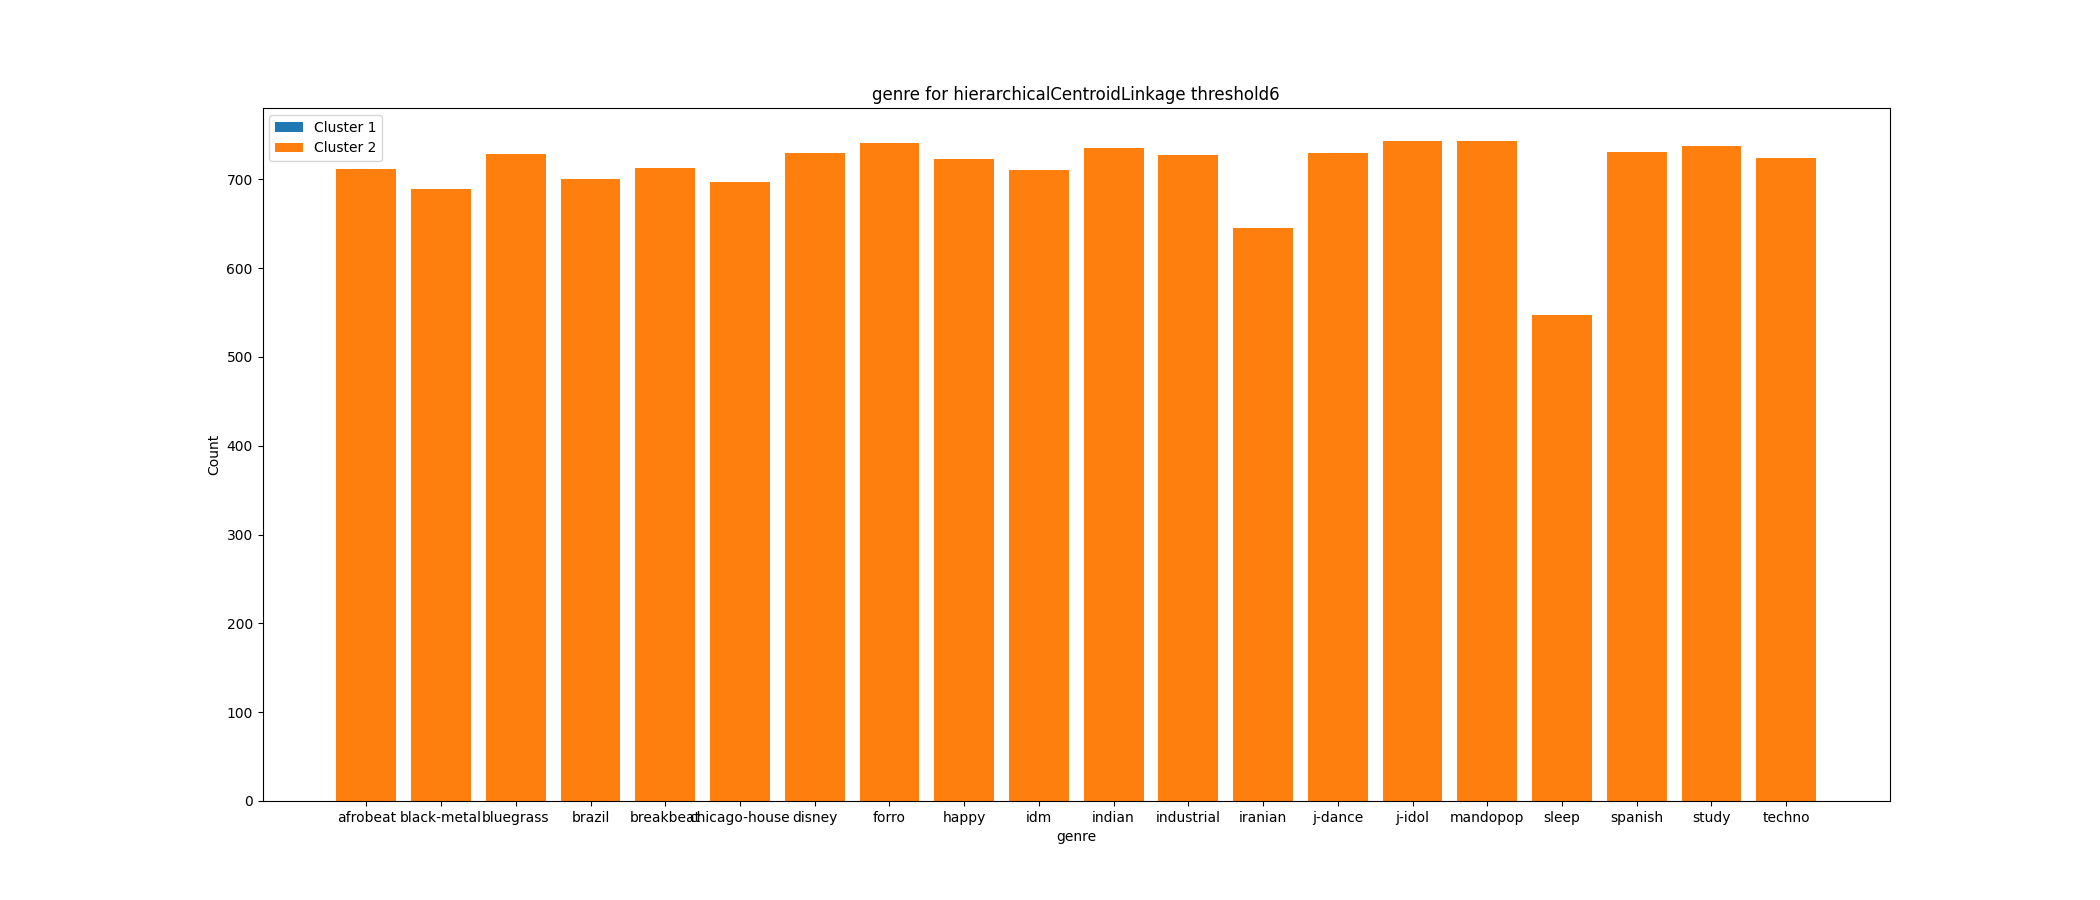 genre for hierarchicalCentroidLinkage threshold6
Cluster 1
Cluster 2
700
600
500
400
300
200
100
0
Count
afrobeat black-metal bluegrass brazil breakbeat chicago-house disney forro happy idm indian industrial iranian j-dance j-idol mandopop sleep spanish study techno
genre